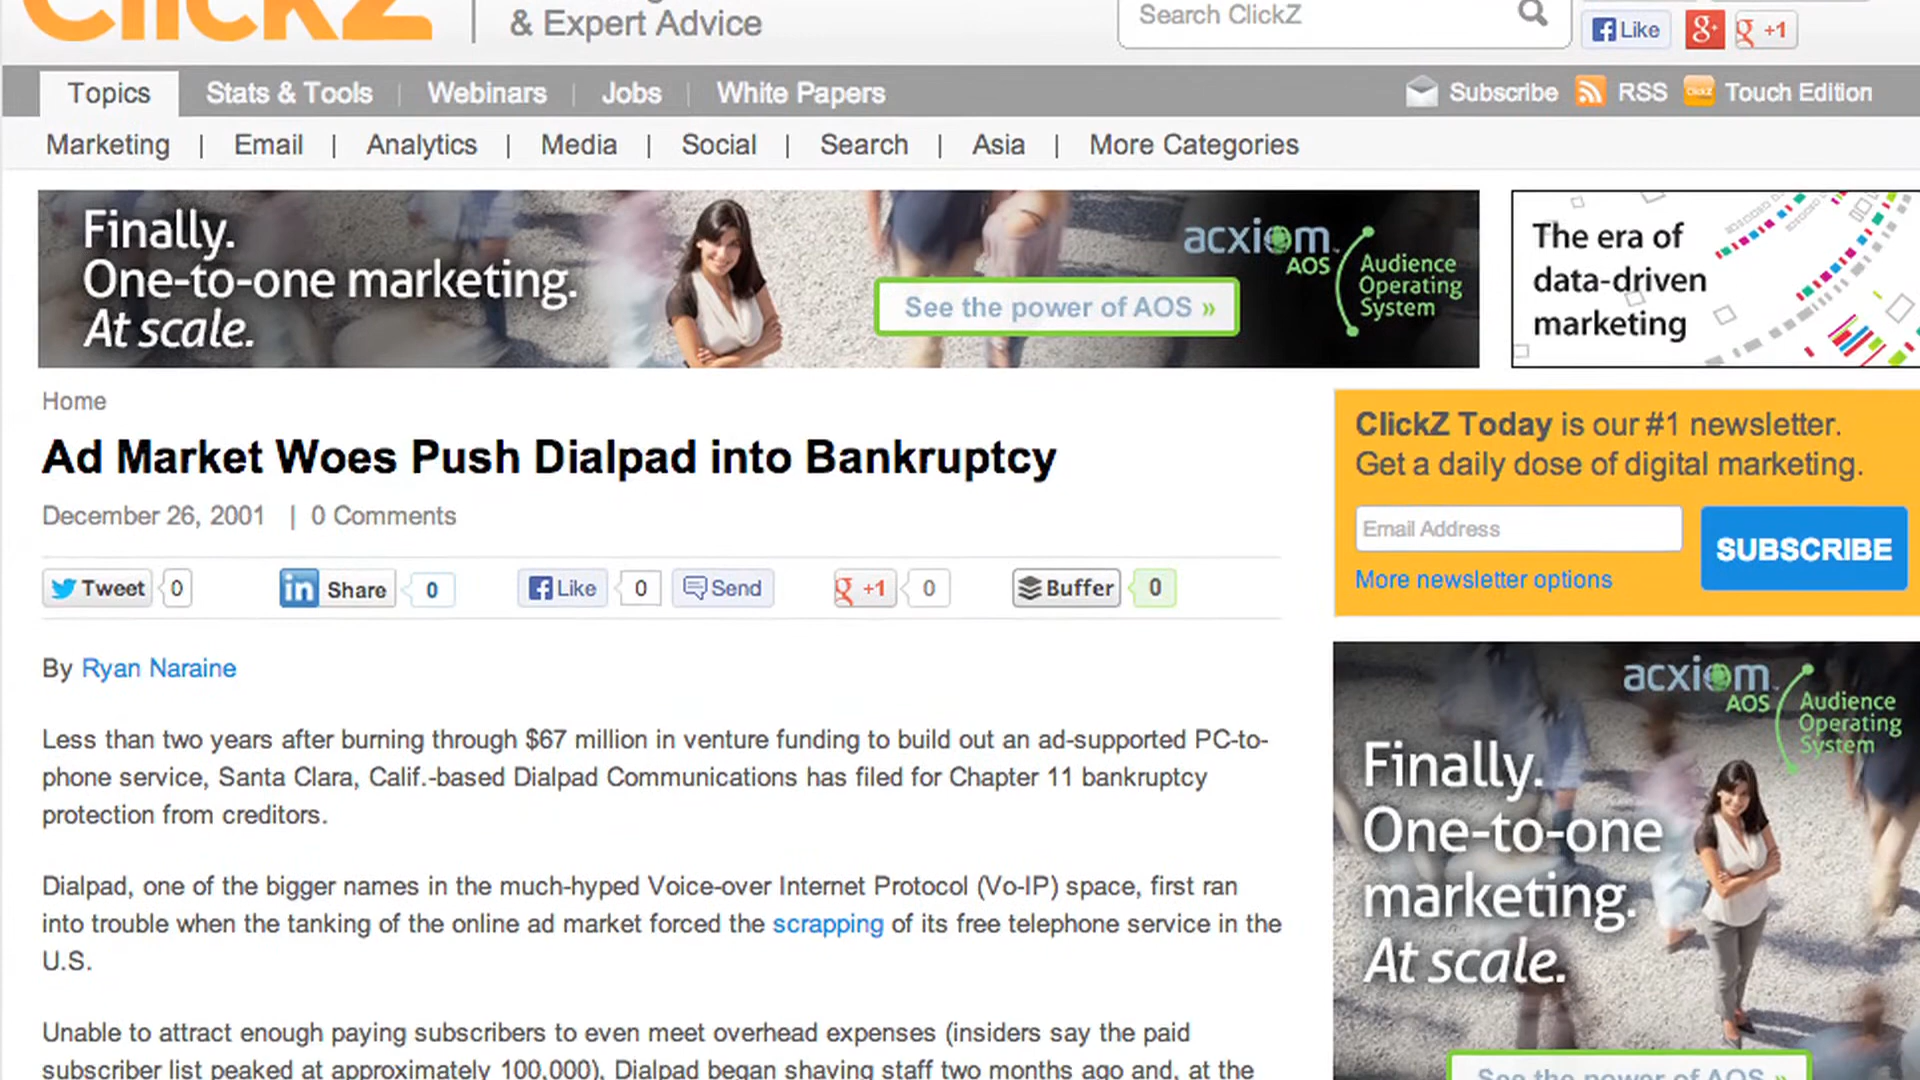 ClickZ
& Expert Advice
Search ClickZ
Like
+1
Topics
Stats & Tools
Webinars
Jobs
White Papers
Subscribe
RSS
Touch Edition
Marketing | Email | Analytics | Media | Social | Search | Asia | More Categories
Finally.
One-to-one marketing.
At scale.
See the power of AOS »
acxiom
AOS
Audience
Operating
System
The era of
data-driven
marketing
Home
Ad Market Woes Push Dialpad into Bankruptcy
December 26, 2001 | 0 Comments
Tweet 0
in Share 0
Like 0
Send
+1 0
Buffer 0
By Ryan Naraine
Less than two years after burning through $67 million in venture funding to build out an ad-supported PC-to-
phone service, Santa Clara, Calif.-based Dialpad Communications has filed for Chapter 11 bankruptcy
protection from creditors.
Dialpad, one of the bigger names in the much-hyped Voice-over Internet Protocol (Vo-IP) space, first ran
into trouble when the tanking of the online ad market forced the scrapping of its free telephone service in the
U.S.
Unable to attract enough paying subscribers to even meet overhead expenses (insiders say the paid
subscriber list peaked at approximately 100,000), Dialpad began shaving staff two months ago and, at the
ClickZ Today is our #1 newsletter.
Get a daily dose of digital marketing.
Email Address
SUBSCRIBE
More newsletter options
acxiom
AOS
Audience
Operating
System
Finally.
One-to-one
marketing.
At scale.
See the power of AOS »